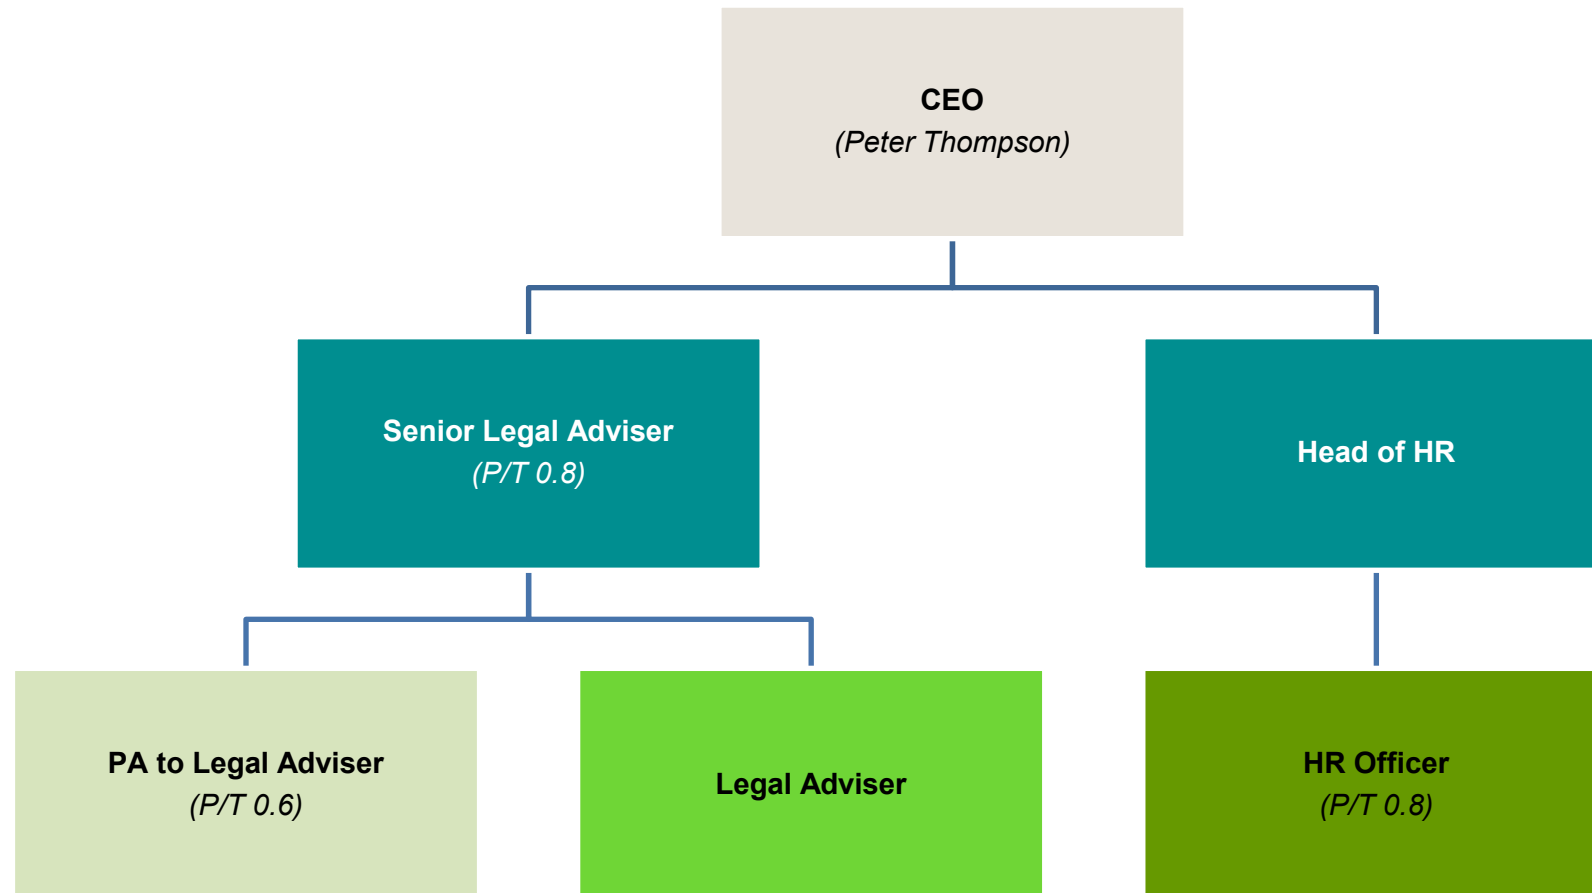 CEO
(Peter Thompson)
Senior Legal Adviser
(P/T 0.8)
Head of HR
PA to Legal Adviser
(P/T 0.6)
Legal Adviser
HR Officer
(P/T 0.8)